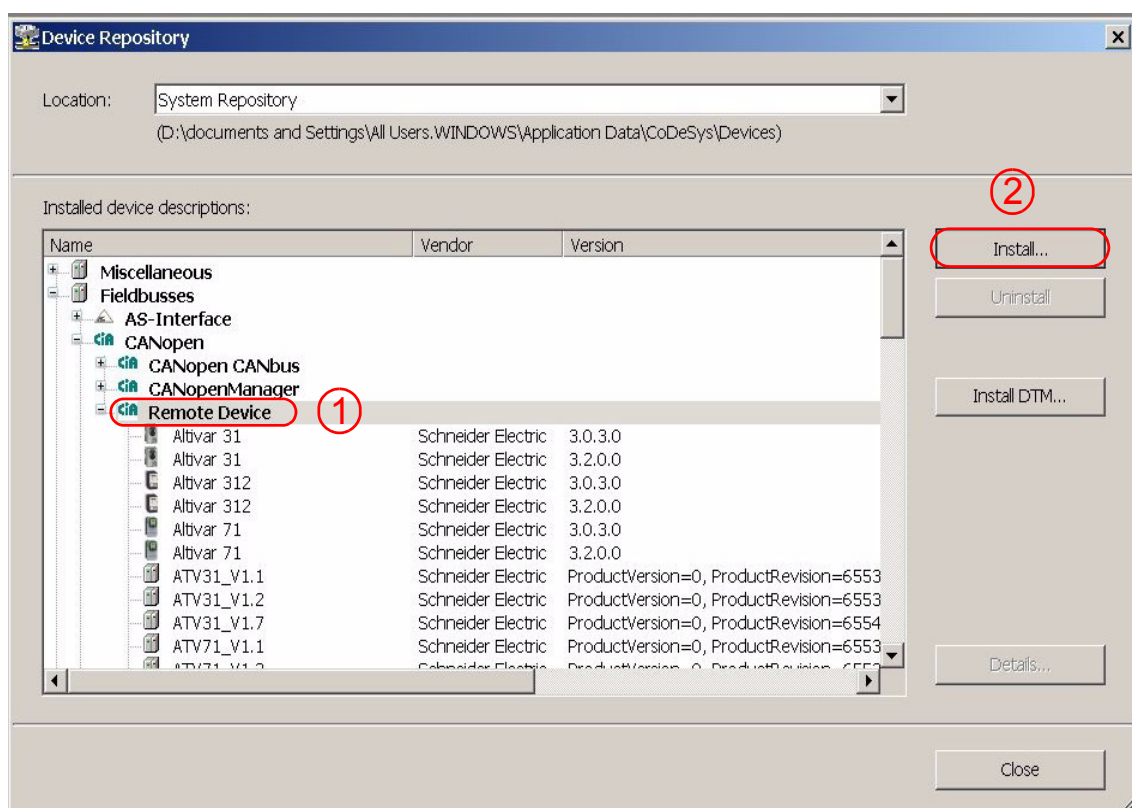 Device Repository
Location: System Repository
(D:\documents and Settings\All Users.WINDOWS\Application Data\CoDeSys\Devices)
2
Installed device descriptions:
Name Vendor Version
Install...
Miscellaneous
Fieldbusses
Uninstall
AS-Interface
CiA CANopen
CiA CANopen CANbus
CiA CANopenManager
Install DTM...
CiA Remote Device 1
Altivar 31 Schneider Electric 3.0.3.0
Altivar 31 Schneider Electric 3.2.0.0
Altivar 312 Schneider Electric 3.0.3.0
Altivar 312 Schneider Electric 3.2.0.0
Altivar 71 Schneider Electric 3.0.3.0
Altivar 71 Schneider Electric 3.2.0.0
ATV31_V1.1 Schneider Electric ProductVersion=0, ProductRevision=6553
ATV31_V1.2 Schneider Electric ProductVersion=0, ProductRevision=6553
ATV31_V1.7 Schneider Electric ProductVersion=0, ProductRevision=6554
ATV71_V1.1 Schneider Electric ProductVersion=0, ProductRevision=6553
Details...
Close